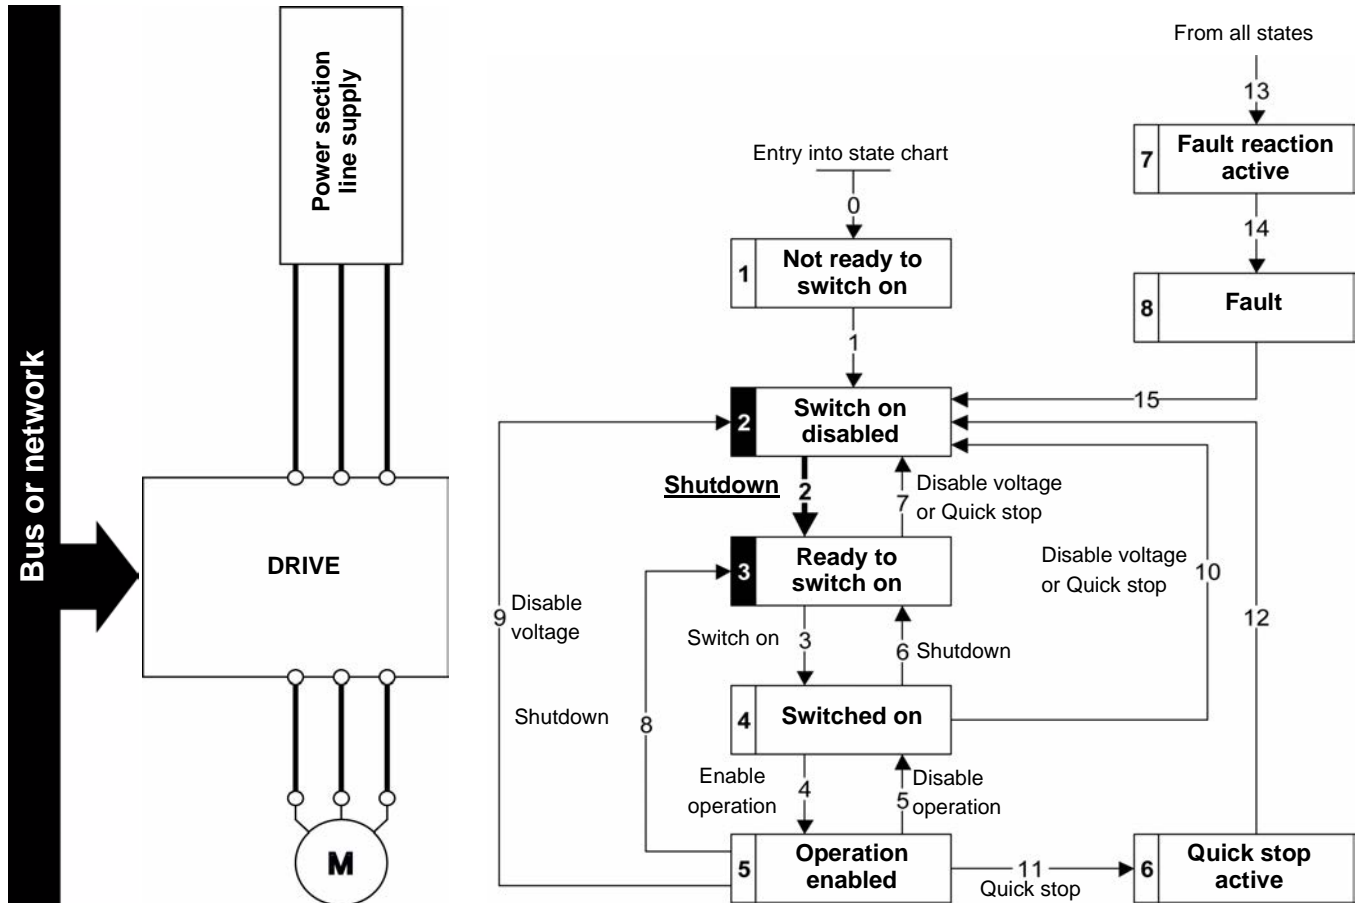 Bus or network
Power section
line supply
DRIVE
M
From all states
13
7
Fault reaction
active
14
8
Fault
15
Entry into state chart
0
1
Not ready to
switch on
1
2
Switch on
disabled
Shutdown
2
7
Disable voltage
or Quick stop
3
Ready to
switch on
Disable voltage
or Quick stop
10
12
9
Disable
voltage
Switch on
3
6
Shutdown
Shutdown
8
4
Switched on
Enable
operation
4
5
Disable
operation
5
Operation
enabled
11
Quick stop
6
Quick stop
active